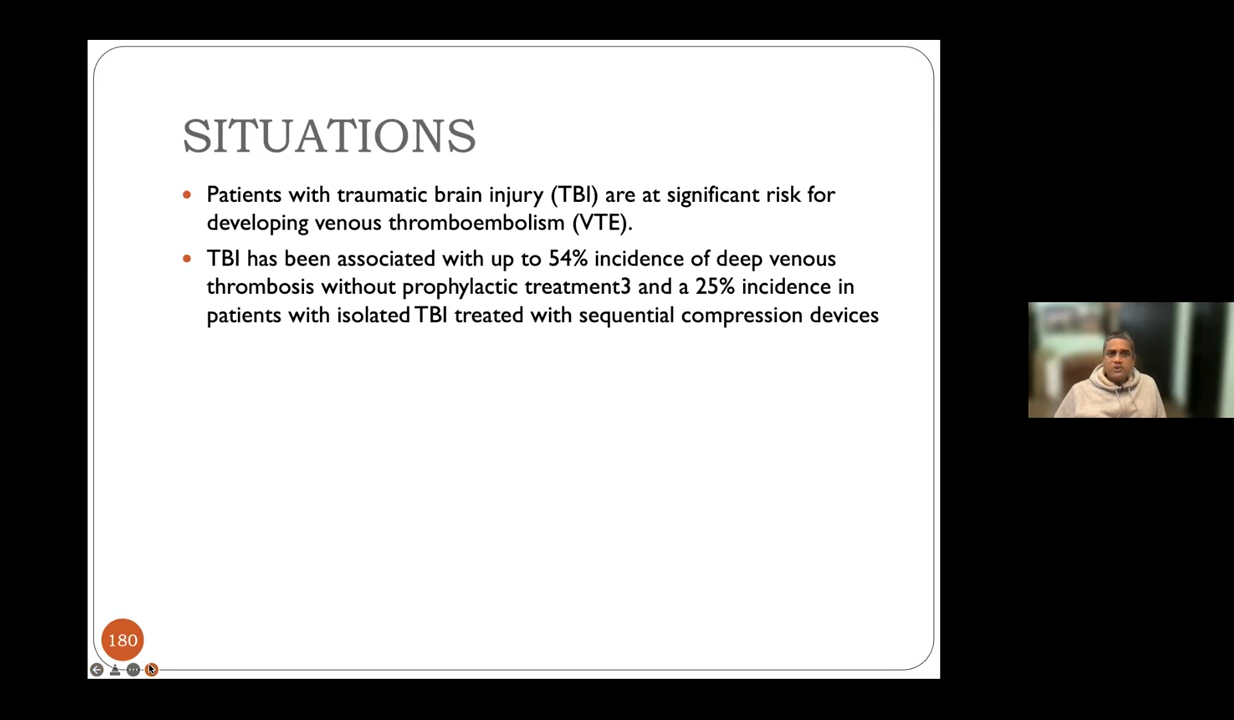 SITUATIONS
Patients with traumatic brain injury (TBI) are at significant risk for
developing venous thromboembolism (VTE).
TBI has been associated with up to 54% incidence of deep venous
thrombosis without prophylactic treatment3 and a 25% incidence in
patients with isolated TBI treated with sequential compression devices
180